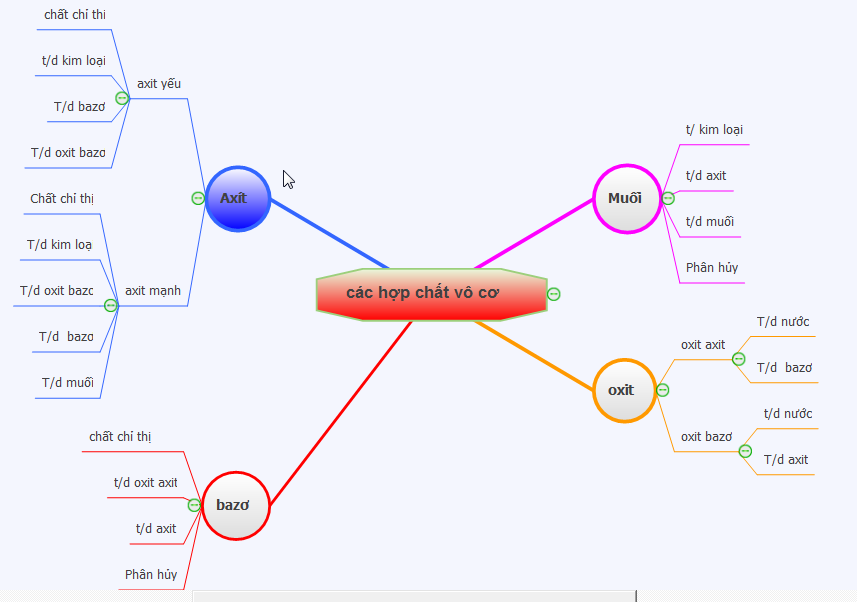 các hợp chất vô cơ
Axít
axit yếu
chất chỉ thị
t/d kim loại
T/d bazơ
T/d oxit bazơ
axit mạnh
Chất chỉ thị
T/d kim loạ
T/d oxit bazơ
T/d bazơ
T/d muối
bazơ
chất chỉ thị
t/d oxit axit
t/d axit
Phân hủy
Muối
t/ kim loại
t/d axit
t/d muối
Phân hủy
oxit
oxit axit
T/d nước
T/d bazơ
oxit bazơ
t/d nước
T/d axit